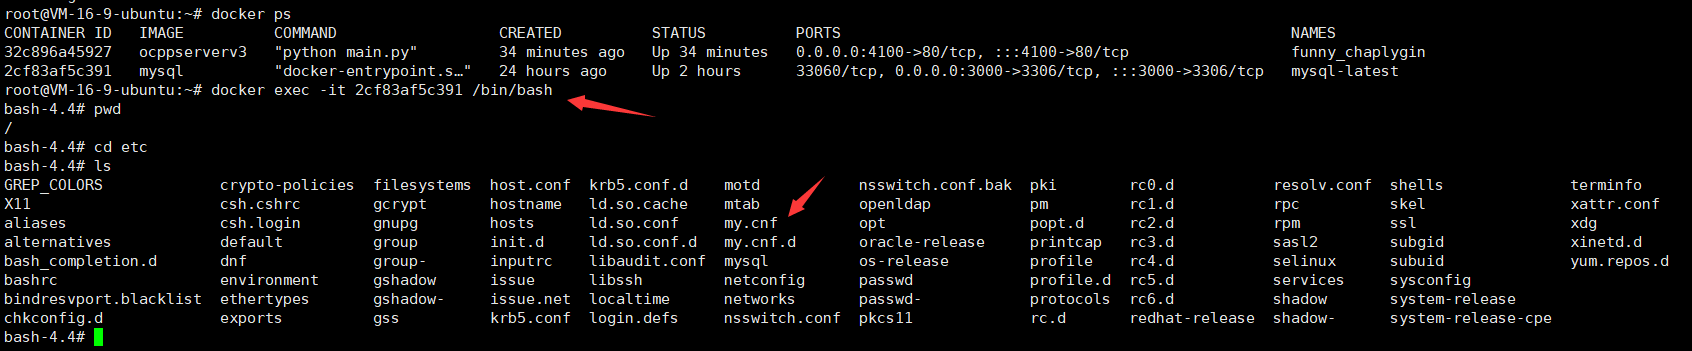 root@VM-16-9-ubuntu:~# docker ps
CONTAINER ID   IMAGE          COMMAND                  CREATED          STATUS          PORTS                                                  NAMES
32c896a45927   ocppserverv3   "python main.py"         34 minutes ago   Up 34 minutes   0.0.0.0:4100->80/tcp, :::4100->80/tcp                  funny_chaplygin
2cf83af5c391   mysql          "docker-entrypoint.s…"   24 hours ago     Up 2 hours      33060/tcp, 0.0.0.0:3000->3306/tcp, :::3000->3306/tcp   mysql-latest
root@VM-16-9-ubuntu:~# docker exec -it 2cf83af5c391 /bin/bash
bash-4.4# pwd
/
bash-4.4# cd etc
bash-4.4# ls
GREP_COLORS             crypto-policies  filesystems  host.conf  krb5.conf.d    motd           nsswitch.conf.bak  pki        rc0.d           resolv.conf  shells              terminfo
X11                     csh.cshrc        gcrypt       hostname   ld.so.cache    mtab           openldap           pm         rc1.d           rpc          skel                xattr.conf
aliases                 csh.login        gnupg        hosts      ld.so.conf     my.cnf         opt                popt.d     rc2.d           rpm          ssl                 xdg
alternatives            default          group        init.d     ld.so.conf.d   my.cnf.d       oracle-release     printcap   rc3.d           sasl2        subgid              xinetd.d
bash_completion.d       dnf              group-       inputrc    libaudit.conf  mysql          os-release         profile    rc4.d           selinux      subuid              yum.repos.d
bashrc                  environment      gshadow      issue      libssh         netconfig      passwd             profile.d  rc5.d           services     sysconfig
bindresvport.blacklist  ethertypes       gshadow-     issue.net  localtime      networks       passwd-            protocols  rc6.d           shadow       system-release
chkconfig.d             exports          gss          krb5.conf  login.defs     nsswitch.conf  pkcs11             rc.d       redhat-release  shadow-      system-release-cpe
bash-4.4#